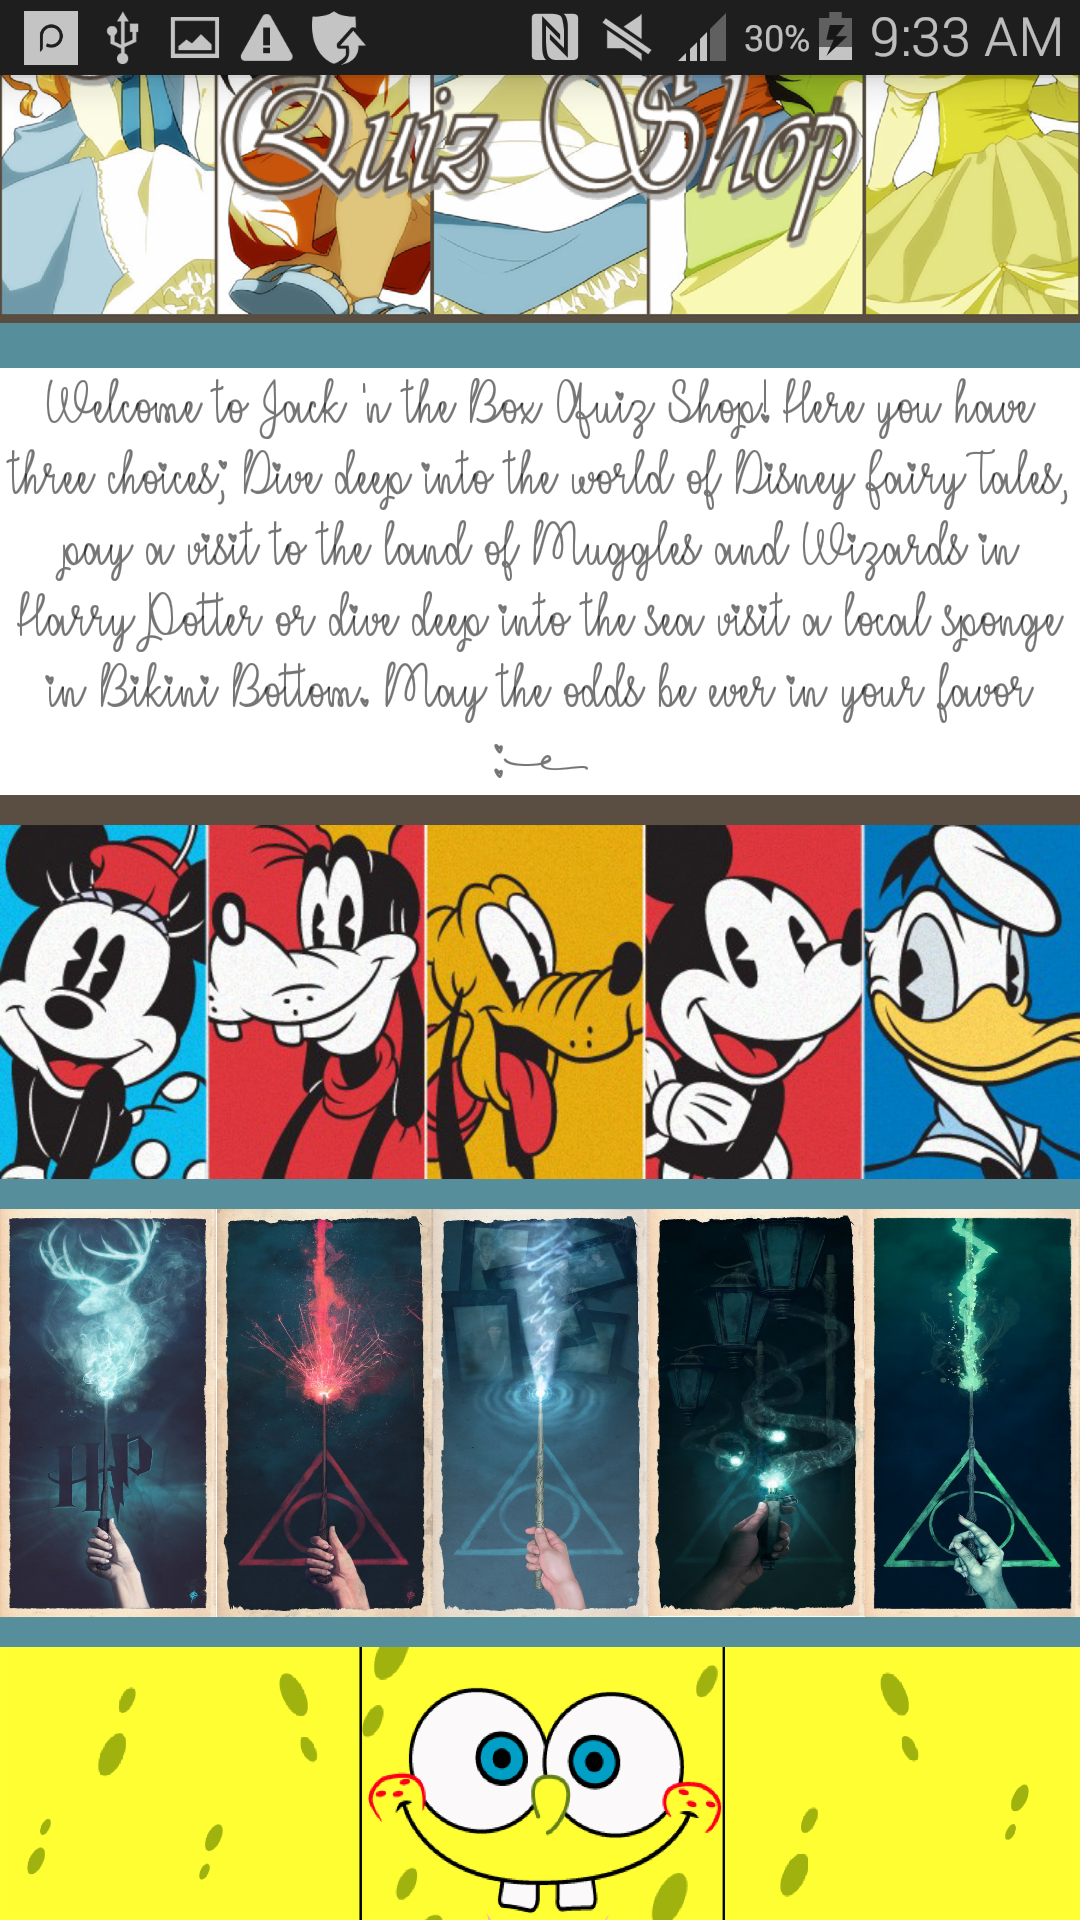 30% 9:33 AM
Quiz Shop
Welcome to Jack 'n the Box Quiz Shop! Here you have
three choices; Dive deep into the world of Disney fairy Tales,
pay a visit to the land of Muggles and Wizards in
Harry Potter or dive deep into the sea visit a local sponge
in Bikini Bottom. May the odds be ever in your favor
HP